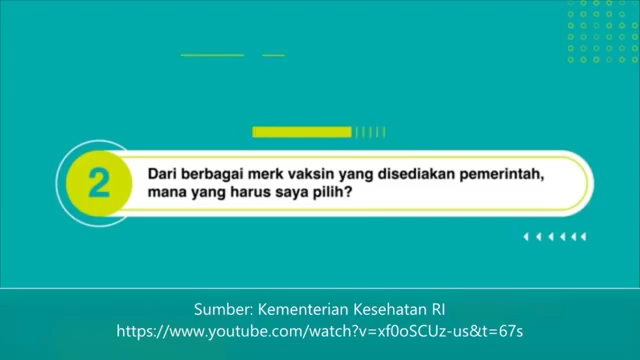 2
Dari berbagai merk vaksin yang disediakan pemerintah,
mana yang harus saya pilih?
Sumber: Kementerian Kesehatan RI
https://www.youtube.com/watch?v=xf0oSCUz-us&t=67s